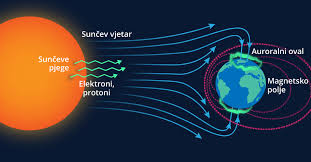 Sunčev vjetar
Sunčeve
pjege
Elektroni,
protoni
Auroralni oval
Magnetsko
polje